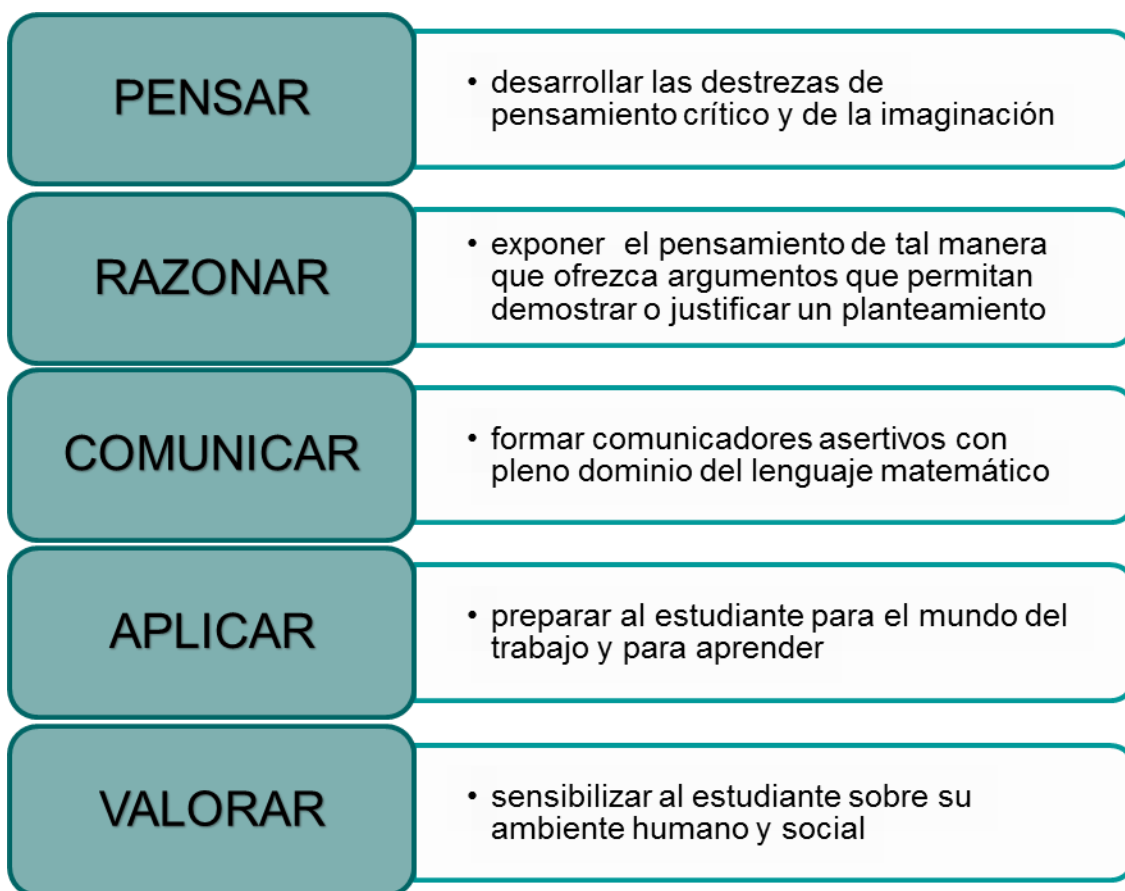 PENSAR
• desarrollar las destrezas de
pensamiento crítico y de la imaginación
RAZONAR
• exponer el pensamiento de tal manera
que ofrezca argumentos que permitan
demostrar o justificar un planteamiento
COMUNICAR
• formar comunicadores asertivos con
pleno dominio del lenguaje matemático
APLICAR
• preparar al estudiante para el mundo del
trabajo y para aprender
VALORAR
• sensibilizar al estudiante sobre su
ambiente humano y social